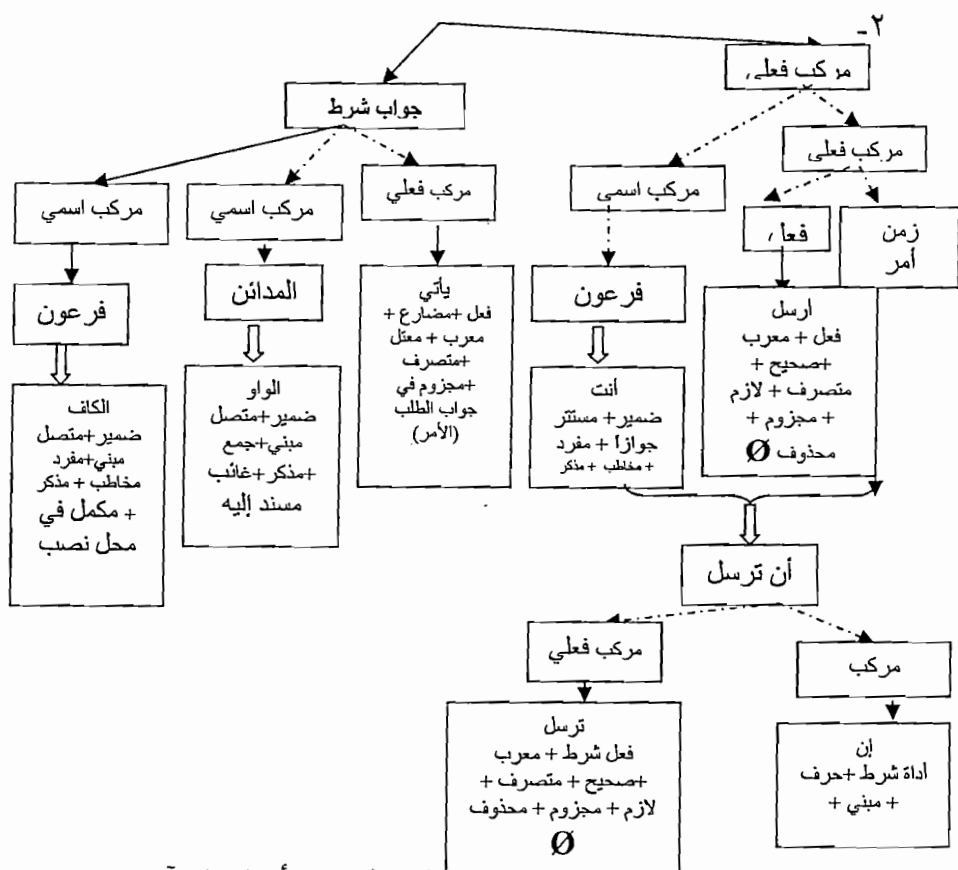 ٢-
مركب فعلي
جواب شرط
مركب فعلي
مركب اسمي
مركب فعلي
مركب اسمي
مركب اسمي
زمن
أمر
فعل
فرعون
يأتي
فعل +مضارع +
معرب + معتل
+متصرف
+مجزوم في
جواب الطلب
(الأمر)
المدائن
فرعون
ارسل
فعل + معرب
+صحيح +
متصرف + لازم
+ مجزوم +
محذوف Ø
أنت
ضمير + مستتر
جوازا + مفرد
+ مخاطب + مذكر
الواو
ضمير+متصل
مبني+جمع
+مذكر+غائب
مسند إليه
الكاف
ضمير+متصل
مبني+مفرد
مخاطب + مذكر
+ مكمل في
محل نصب
أن ترسل
مركب فعلي
مركب
ترسل
فعل شرط + معرب
+صحيح + متصرف +
لازم + مجزوم + محذوف
Ø
إن
اداة شرط +حرف
+ مبني +